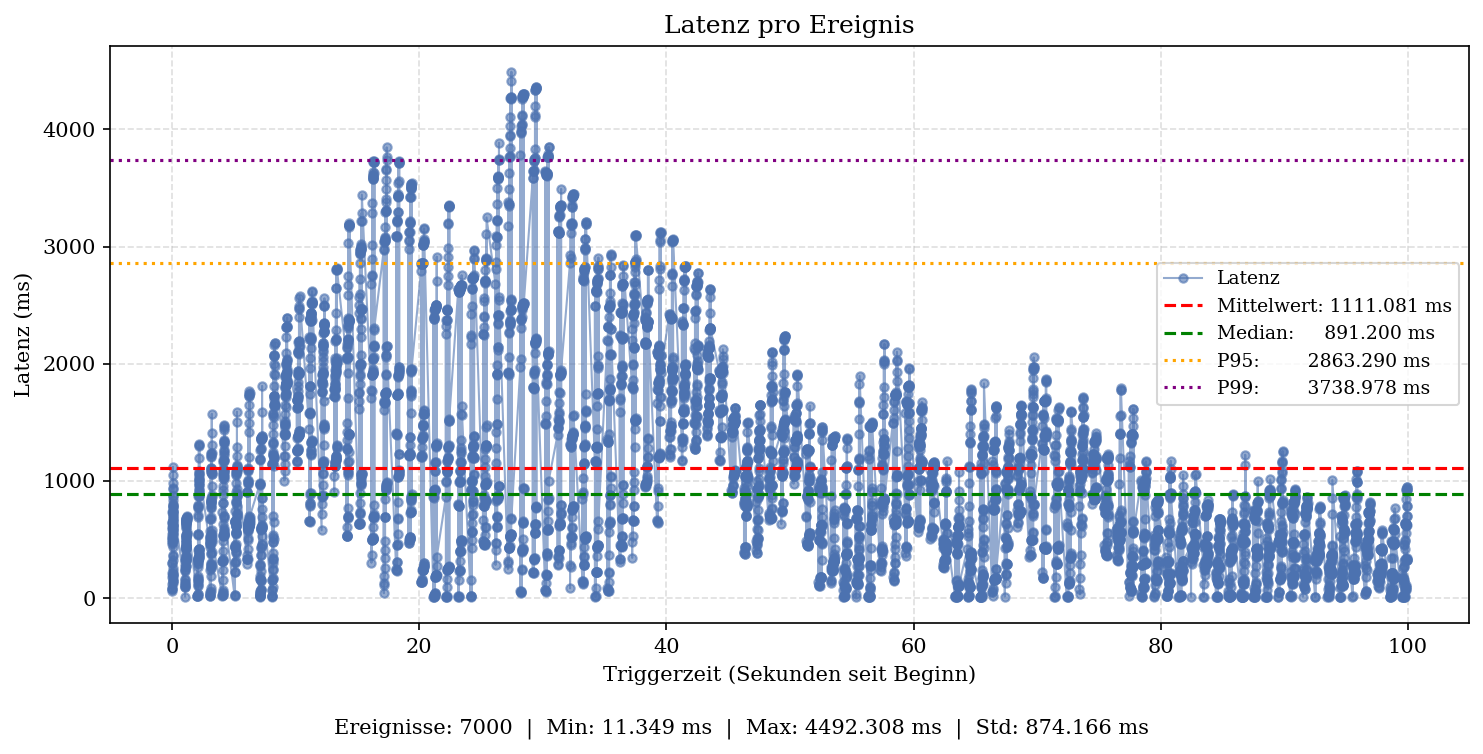 Latenz pro Ereignis
Latenz (ms)
4000
3000
2000
1000
0
Latenz
Mittelwert: 1111.081 ms
Median: 891.200 ms
P95: 2863.290 ms
P99: 3738.978 ms
0 20 40 60 80 100
Triggerzeit (Sekunden seit Beginn)
Ereignisse: 7000 | Min: 11.349 ms | Max: 4492.308 ms | Std: 874.166 ms